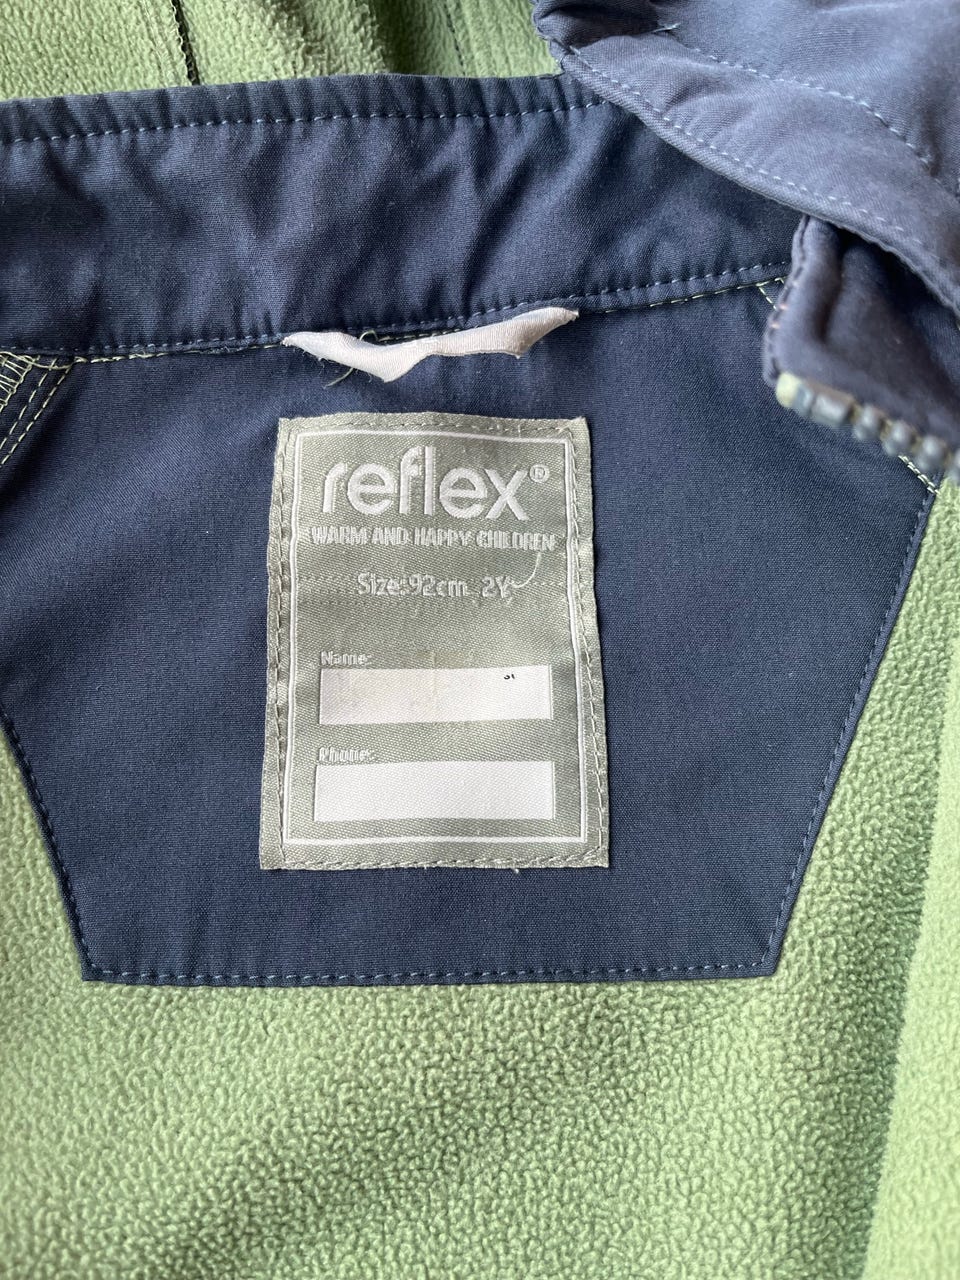 reflex®
WARM AND HAPPY CHILDREN
Size:92cm 2Y
Name:
Phone: